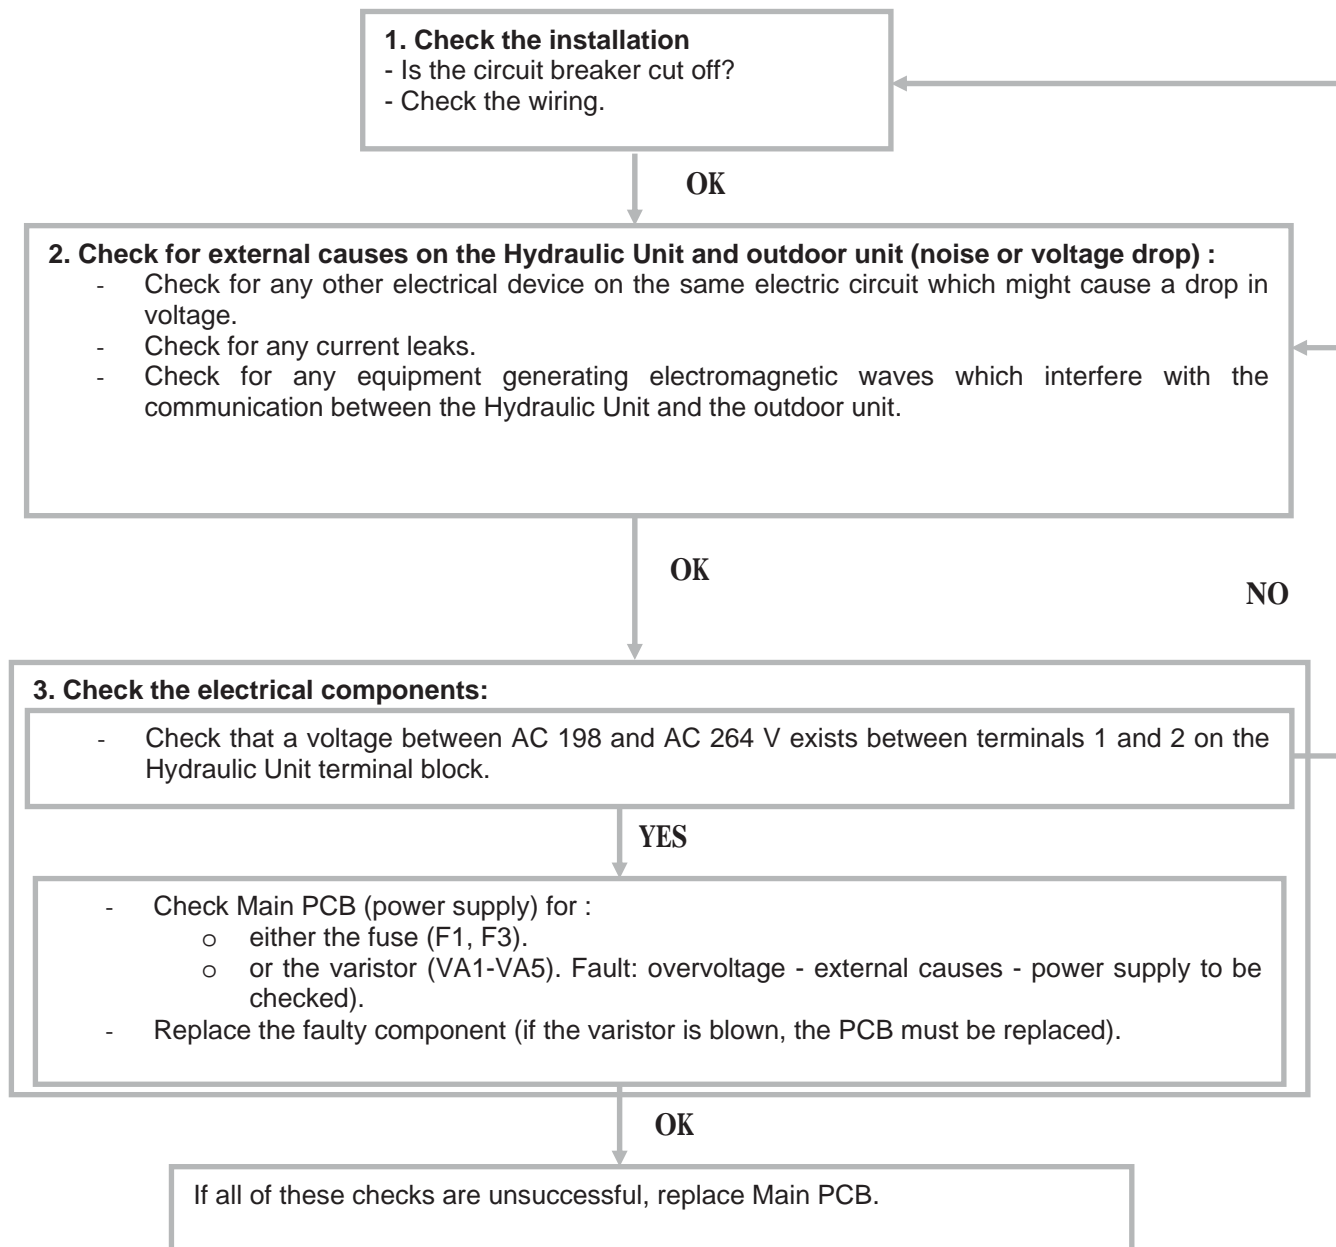 1. Check the installation
- Is the circuit breaker cut off?
- Check the wiring.
OK
2. Check for external causes on the Hydraulic Unit and outdoor unit (noise or voltage drop) :
- Check for any other electrical device on the same electric circuit which might cause a drop in
voltage.
- Check for any current leaks.
- Check for any equipment generating electromagnetic waves which interfere with the
communication between the Hydraulic Unit and the outdoor unit.
OK
NO
3. Check the electrical components:
- Check that a voltage between AC 198 and AC 264 V exists between terminals 1 and 2 on the
Hydraulic Unit terminal block.
YES
- Check Main PCB (power supply) for :
o either the fuse (F1, F3).
o or the varistor (VA1-VA5). Fault: overvoltage - external causes - power supply to be
checked).
- Replace the faulty component (if the varistor is blown, the PCB must be replaced).
OK
If all of these checks are unsuccessful, replace Main PCB.